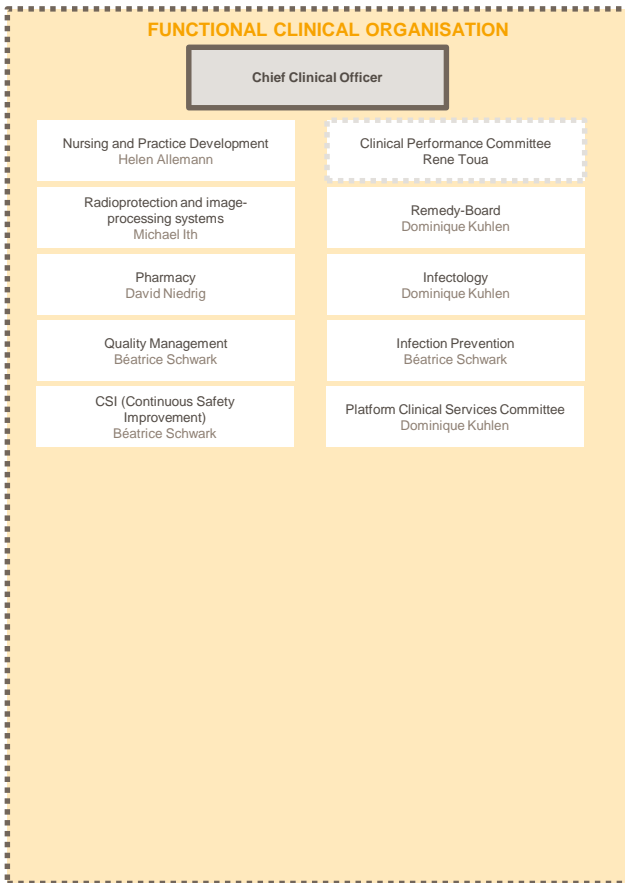 FUNCTIONAL CLINICAL ORGANISATION
Chief Clinical Officer
Nursing and Practice Development
Helen Allemann
Clinical Performance Committee
Rene Toua
Radioprotection and image-
processing systems
Michael Ith
Remedy-Board
Dominique Kuhlen
Pharmacy
David Niedrig
Infectology
Dominique Kuhlen
Quality Management
Béatrice Schwark
Infection Prevention
Béatrice Schwark
CSI (Continuous Safety
Improvement)
Béatrice Schwark
Platform Clinical Services Committee
Dominique Kuhlen